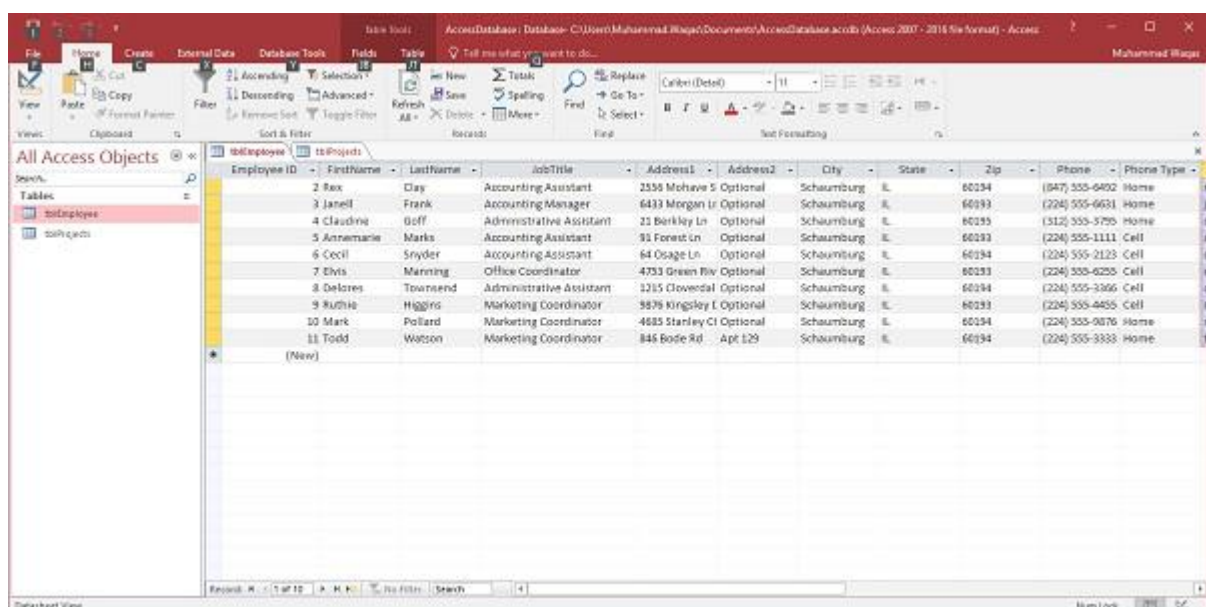 Table Tools AccessDatabase : Database- C:\Users\Muhammad Waqas\Documents\AccessDatabase.accdb (Access 2007 - 2016 file format) - Access ?
File Home Create External Data Database Tools Fields Table Tell me what you want to do... Muhammad Waqas
View Paste Cut Copy Format Painter
Filter Ascending Descending Remove Sort Selection Advanced Toggle Filter
Refresh All New Save Delete Totals Spelling More
Find Replace Go To Select
Calibri (Detail) 11
B I U A
Views Clipboard Sort & Filter Records Find Text Formatting
All Access Objects
Search..
Tables
tblEmployee
tblProjects
tblEmployee tblProjects
Employee ID FirstName LastName JobTitle Address1 Address2 City State Zip Phone Phone Type
2 Rex Clay Accounting Assistant 2556 Mohave S Optional Schaumburg IL 60194 (847) 555-6492 Home
3 Janell Frank Accounting Manager 6433 Morgan Optional Schaumburg IL 60193 (224) 555-6631 Home
4 Claudine Goff Administrative Assistant 21 Berkley Ln Optional Schaumburg IL 60195 (312) 555-3795 Home
5 Annemarie Marks Accounting Assistant 91 Forest Ln Optional Schaumburg IL 60193 (224) 555-1111 Cell
6 Cecil Snyder Accounting Assistant 64 Osage Ln Optional Schaumburg IL 60194 (224) 555-2123 Cell
7 Elvis Manning Office Coordinator 4753 Green Riv Optional Schaumburg IL 60193 (224) 555-6255 Cell
8 Delores Townsend Administrative Assistant 1215 Cloverdal Optional Schaumburg IL 60194 (224) 555-3366 Cell
9 Ruthie Higgins Marketing Coordinator 9876 Kingsley Optional Schaumburg IL 60193 (224) 555-4455 Cell
10 Mark Pollard Marketing Coordinator 4685 Stanley Ci Optional Schaumburg IL 60194 (224) 555-9876 Home
11 Todd Watson Marketing Coordinator 846 Bode Rd Apt 129 Schaumburg IL 60194 (224) 555-3333 Home
(New)
Record: 1 of 10 No Filter Search
Datasheet View Num Lock